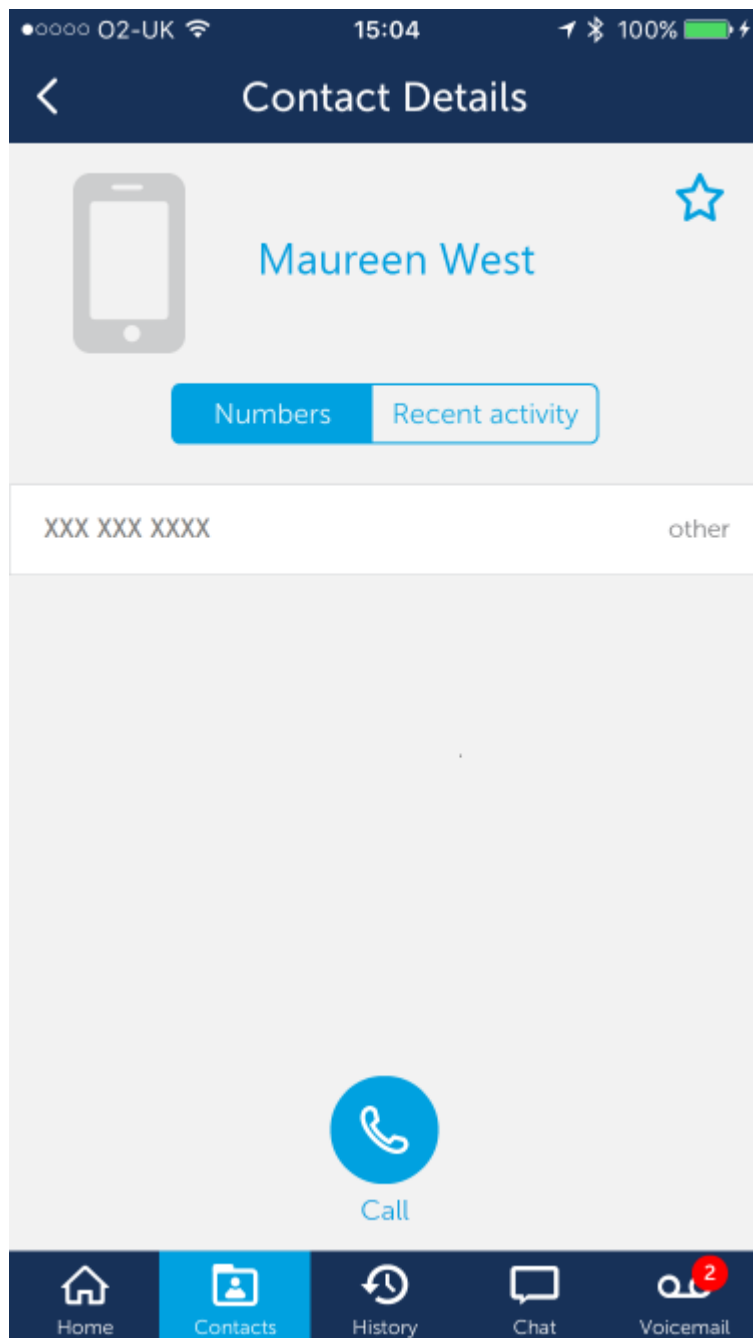 O2-UK 15:04 100%
Contact Details
Maureen West
Numbers Recent activity
XXX XXX XXXX other
Call
2
Home Contacts History Chat Voicemail